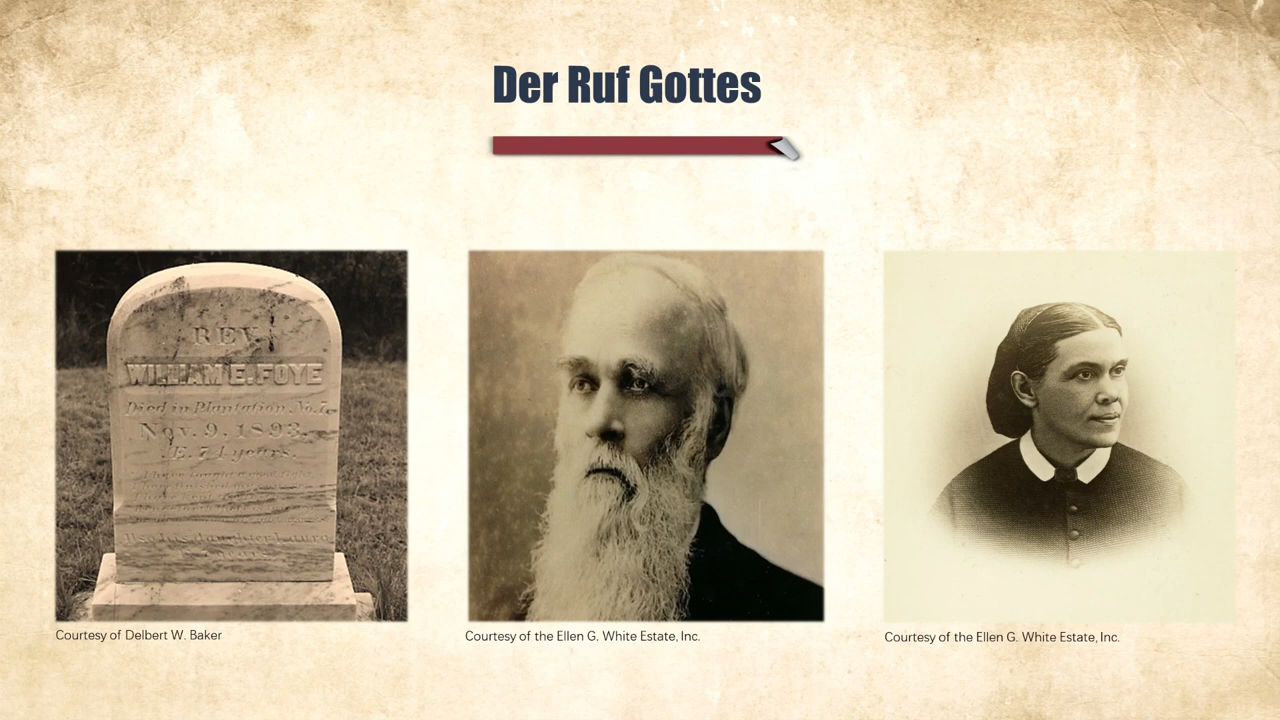 Der Ruf Gottes
REV.
WILLIAM E. FOYE
Died in Plantation No. 7.
Nov. 9, 1893.
Æ. 74 years.
Courtesy of Delbert W. Baker
Courtesy of the Ellen G. White Estate, Inc.
Courtesy of the Ellen G. White Estate, Inc.